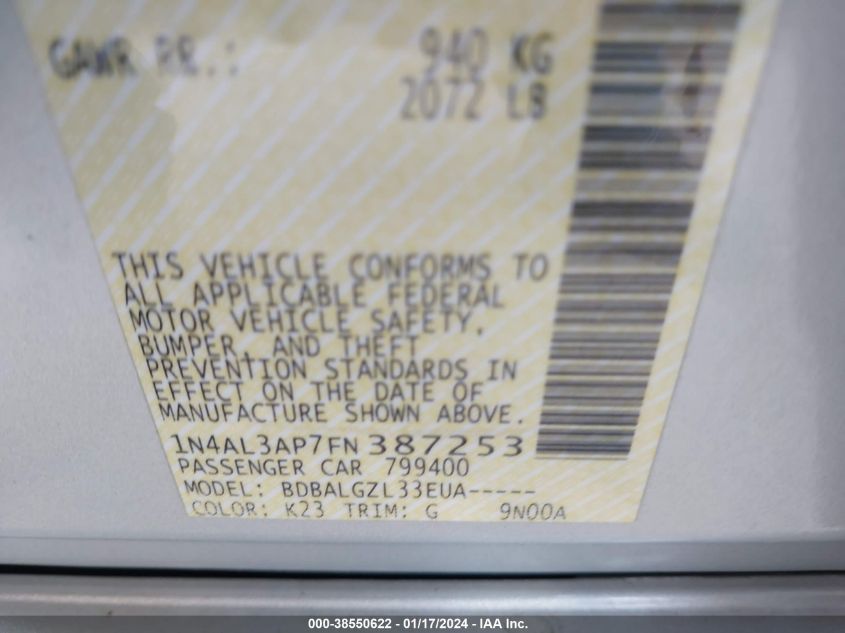 GAWR RR.: 940 KG
2072 LB
THIS VEHICLE CONFORMS TO
ALL APPLICABLE FEDERAL
MOTOR VEHICLE SAFETY,
BUMPER, AND THEFT
PREVENTION STANDARDS IN
EFFECT ON THE DATE OF
MANUFACTURE SHOWN ABOVE.
1N4AL3AP7FN387253
PASSENGER CAR 799400
MODEL: BDBALGZL33EUA-----
COLOR: K23 TRIM: G 9N00A
000-38550622 - 01/17/2024 - IAA Inc.